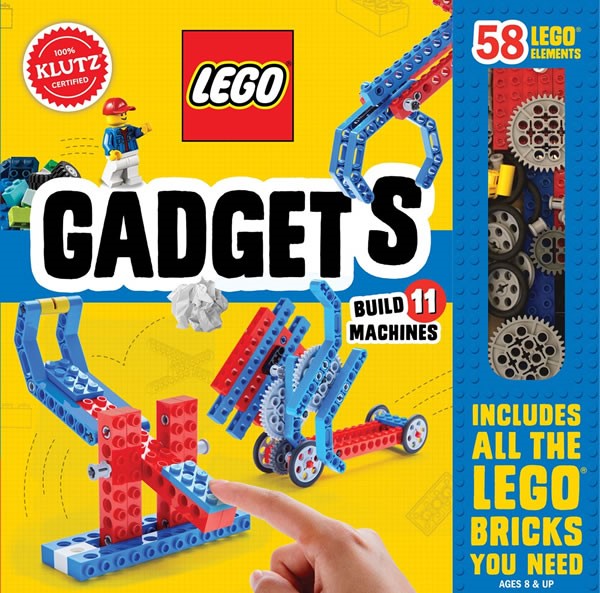 100%
KLUTZ
CERTIFIED
LEGO®
58 LEGO®
ELEMENTS
GADGETS
BUILD 11
MACHINES
INCLUDES
ALL THE
LEGO®
BRICKS
YOU NEED
AGES 8 & UP